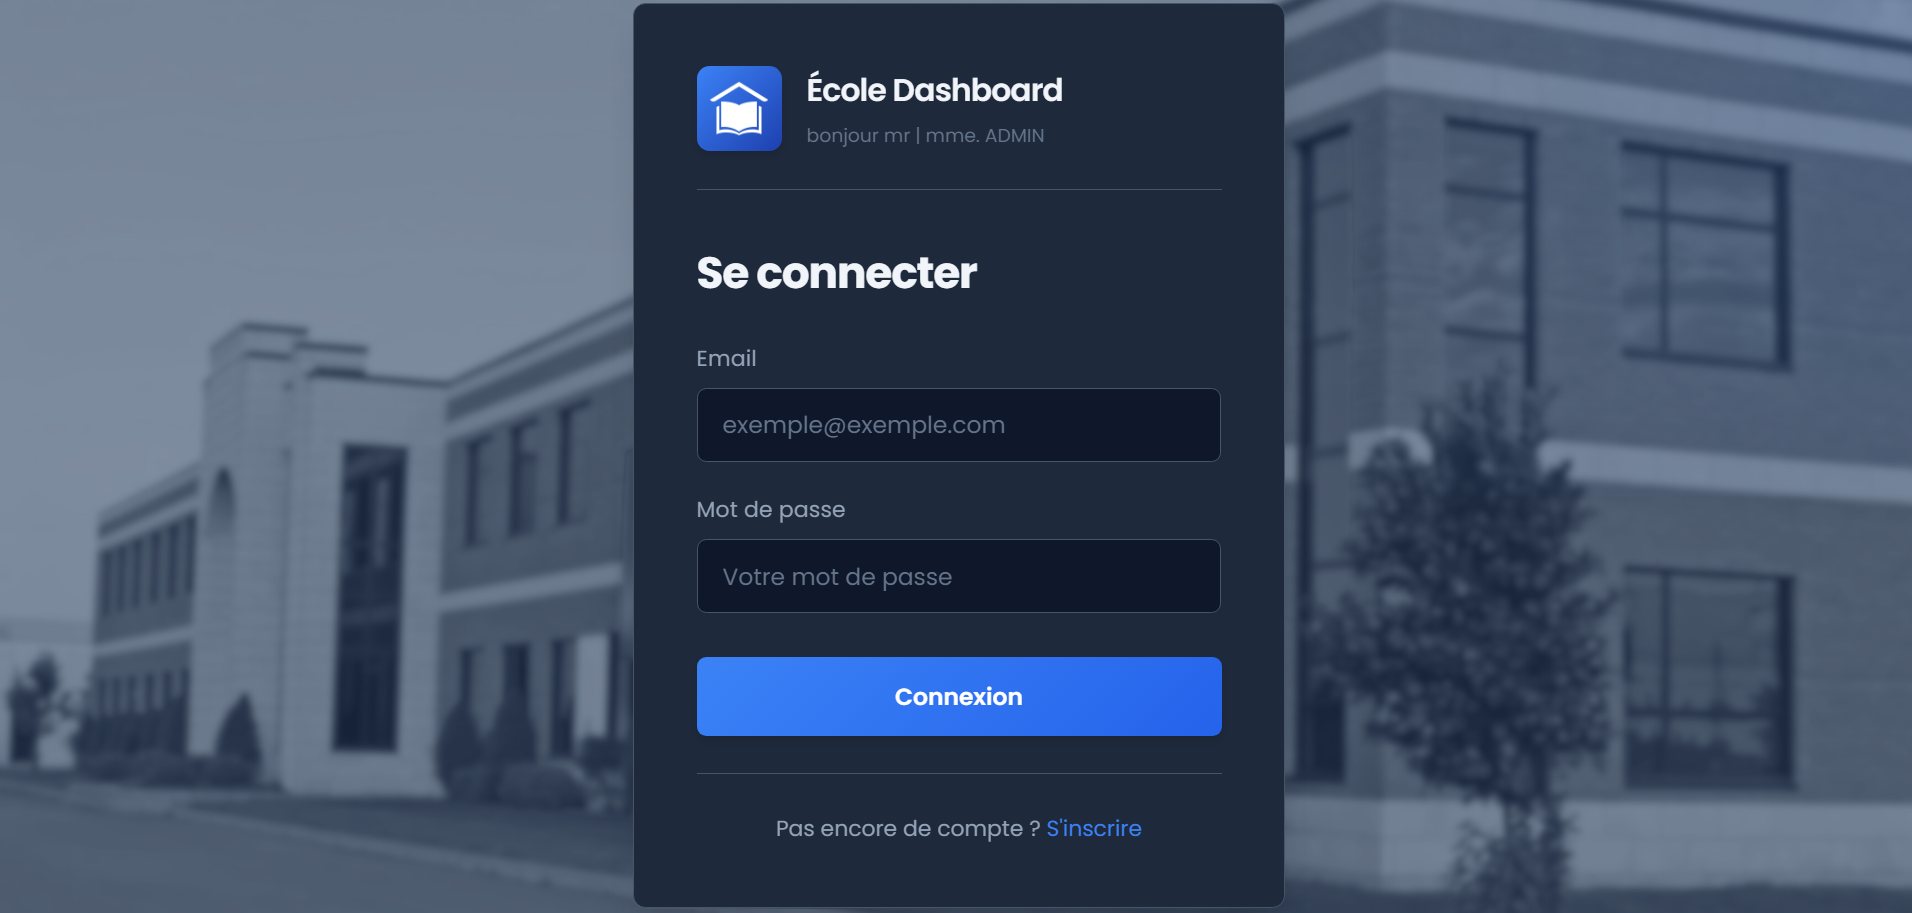 École Dashboard
bonjour mr | mme. ADMIN
Se connecter
Email
exemple@exemple.com
Mot de passe
Votre mot de passe
Connexion
Pas encore de compte ? S'inscrire